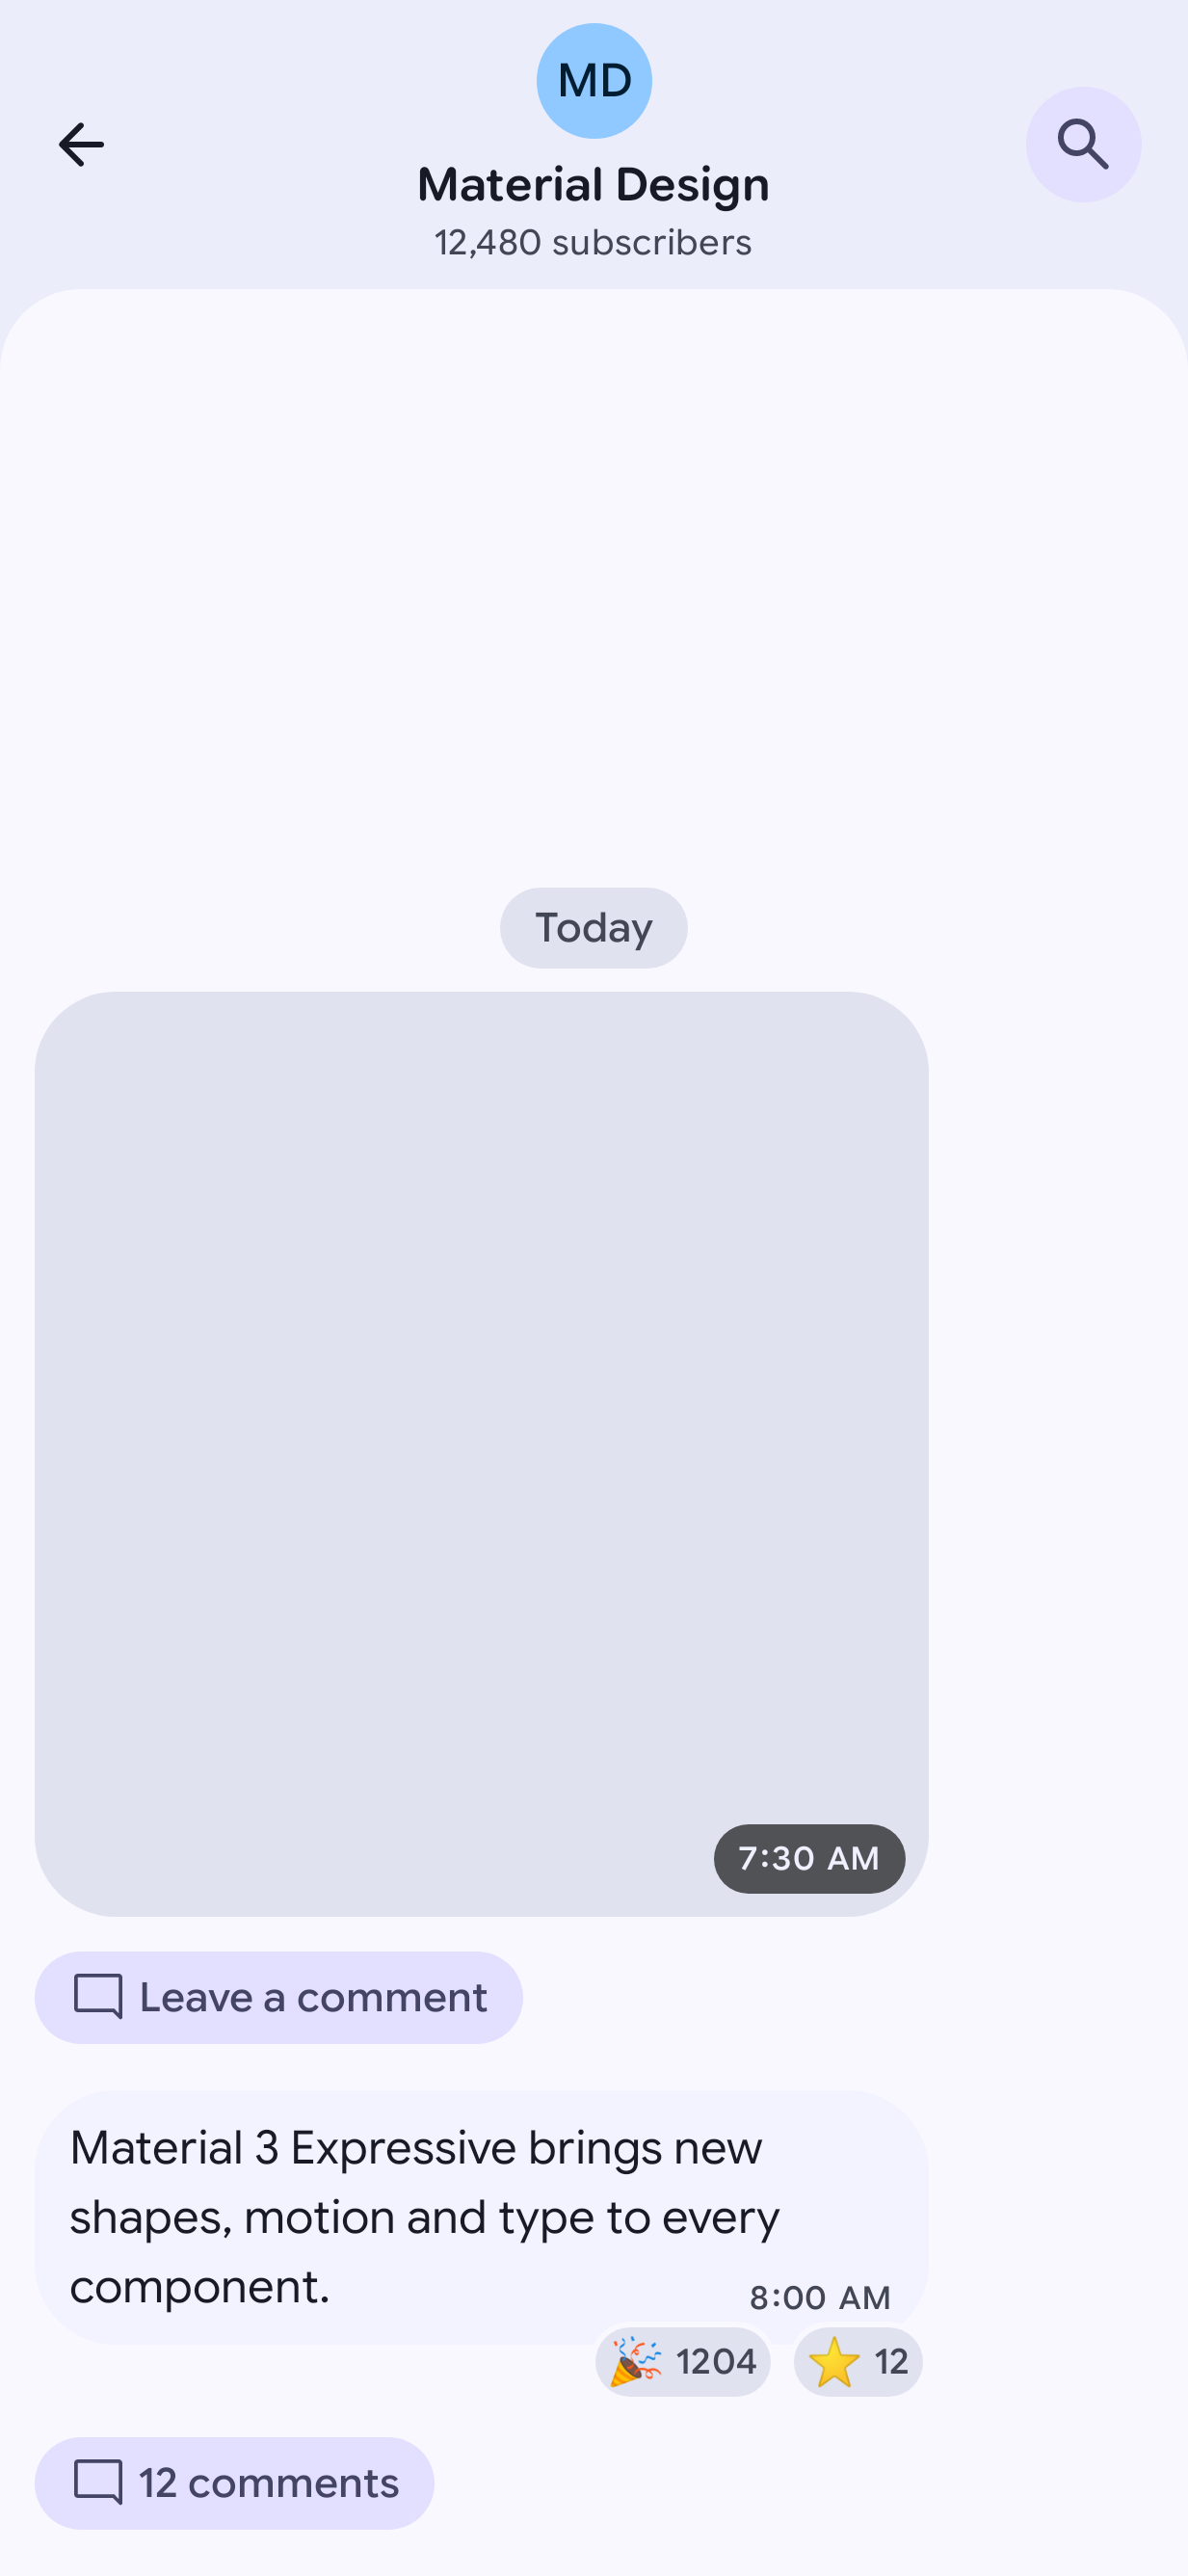 MD
Material Design
12,480 subscribers
Today
7:30 AM
Leave a comment
Material 3 Expressive brings new
shapes, motion and type to every
component.
8:00 AM
🎉 1204 ⭐ 12
12 comments